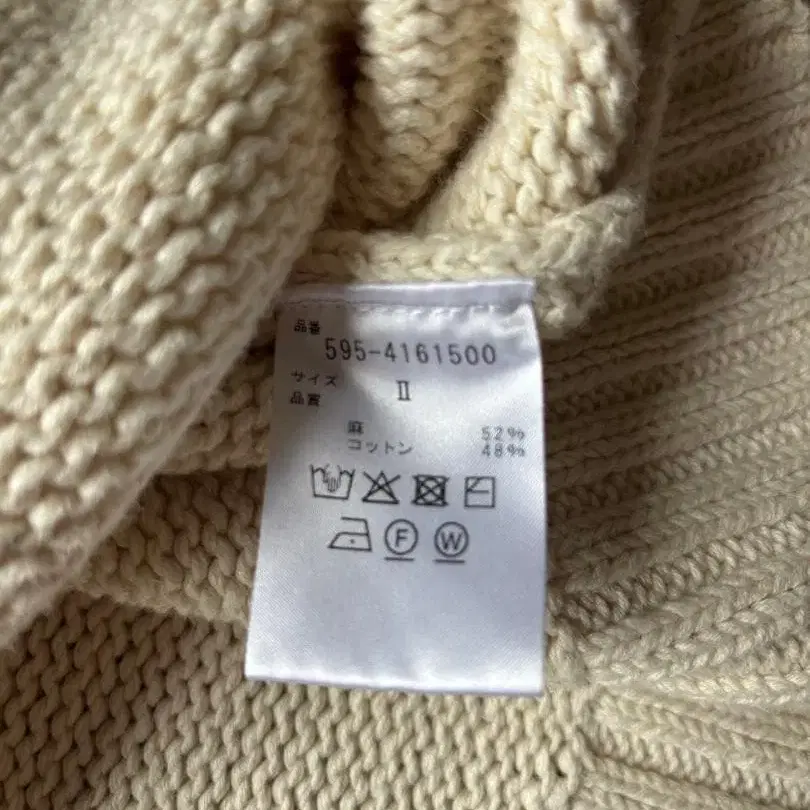 品番
595-4161500
サイズ Ⅱ
品質
麻 52%
コットン 48%
F W